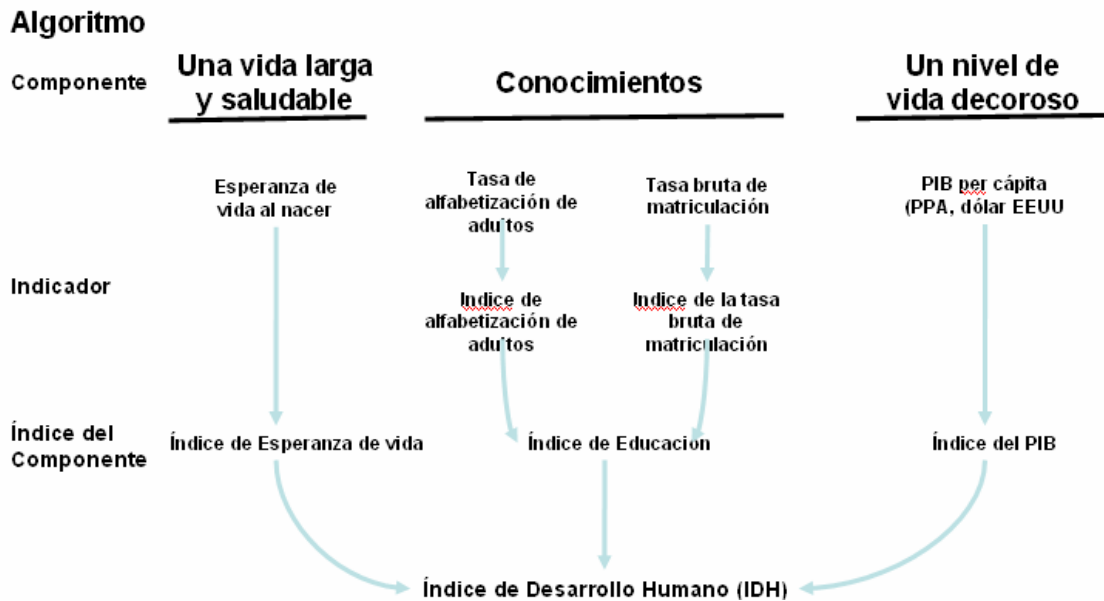 Algoritmo
Componente
Una vida larga
y saludable
Conocimientos
Un nivel de
vida decoroso
Esperanza de
vida al nacer
Tasa de
alfabetización de
adultos
Tasa bruta de
matriculación
PIB per cápita
(PPA, dólar EEUU
Indicador
Indice de
alfabetización de
adultos
Indice de la tasa
bruta de
matriculación
Índice del
Componente
Índice de Esperanza de vida
Índice de Educación
Índice del PIB
Índice de Desarrollo Humano (IDH)